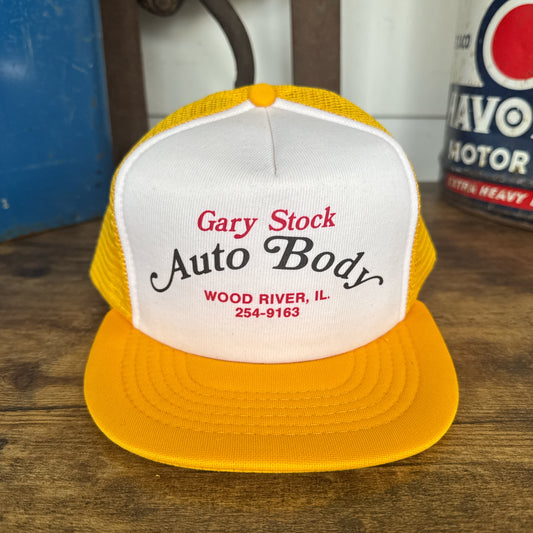 Gary Stock
Auto Body
WOOD RIVER, IL.
254-9163
HAVO
MOTOR
EXTRA HEAVY